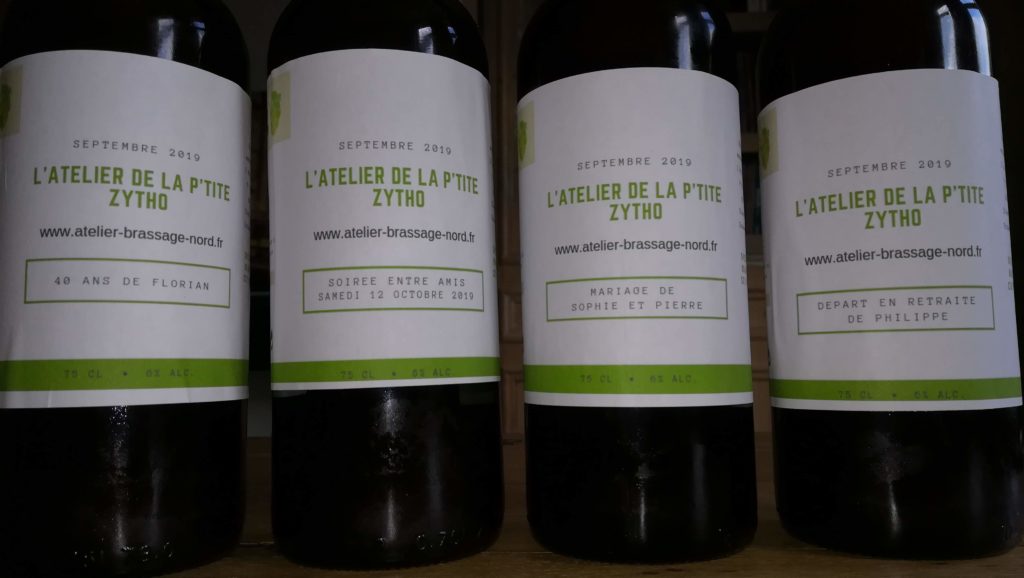 SEPTEMBRE 2019
L'ATELIER DE LA P'TITE
ZYTHO
www.atelier-brassage-nord.fr
40 ANS DE FLORIAN
75 CL * 6% ALC.
SEPTEMBRE 2019
L'ATELIER DE LA P'TITE
ZYTHO
www.atelier-brassage-nord.fr
SOIREE ENTRE AMIS
SAMEDI 12 OCTOBRE 2019
75 CL * 6% ALC.
SEPTEMBRE 2019
L'ATELIER DE LA P'TITE
ZYTHO
www.atelier-brassage-nord.fr
MARIAGE DE
SOPHIE ET PIERRE
75 CL * 6% ALC.
SEPTEMBRE 2019
L'ATELIER DE LA P'TITE
ZYTHO
www.atelier-brassage-nord.fr
DEPART EN RETRAITE
DE PHILIPPE
75 CL * 6% ALC.